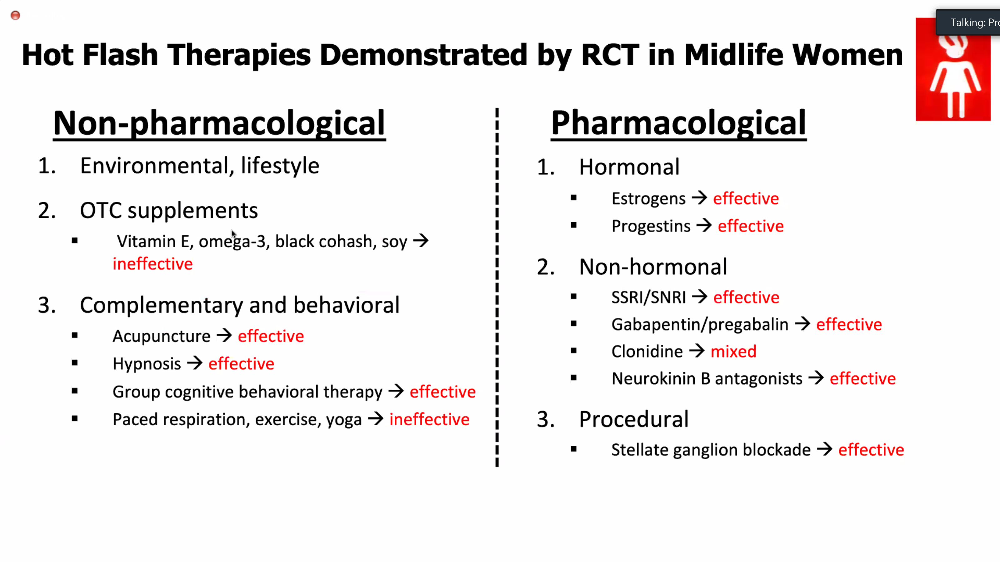 Talking: Pro
Hot Flash Therapies Demonstrated by RCT in Midlife Women
Non-pharmacological
1. Environmental, lifestyle
2. OTC supplements
▪ Vitamin E, omega-3, black cohash, soy →
ineffective
3. Complementary and behavioral
▪ Acupuncture → effective
▪ Hypnosis → effective
▪ Group cognitive behavioral therapy → effective
▪ Paced respiration, exercise, yoga → ineffective
Pharmacological
1. Hormonal
▪ Estrogens → effective
▪ Progestins → effective
2. Non-hormonal
▪ SSRI/SNRI → effective
▪ Gabapentin/pregabalin → effective
▪ Clonidine → mixed
▪ Neurokinin B antagonists → effective
3. Procedural
▪ Stellate ganglion blockade → effective